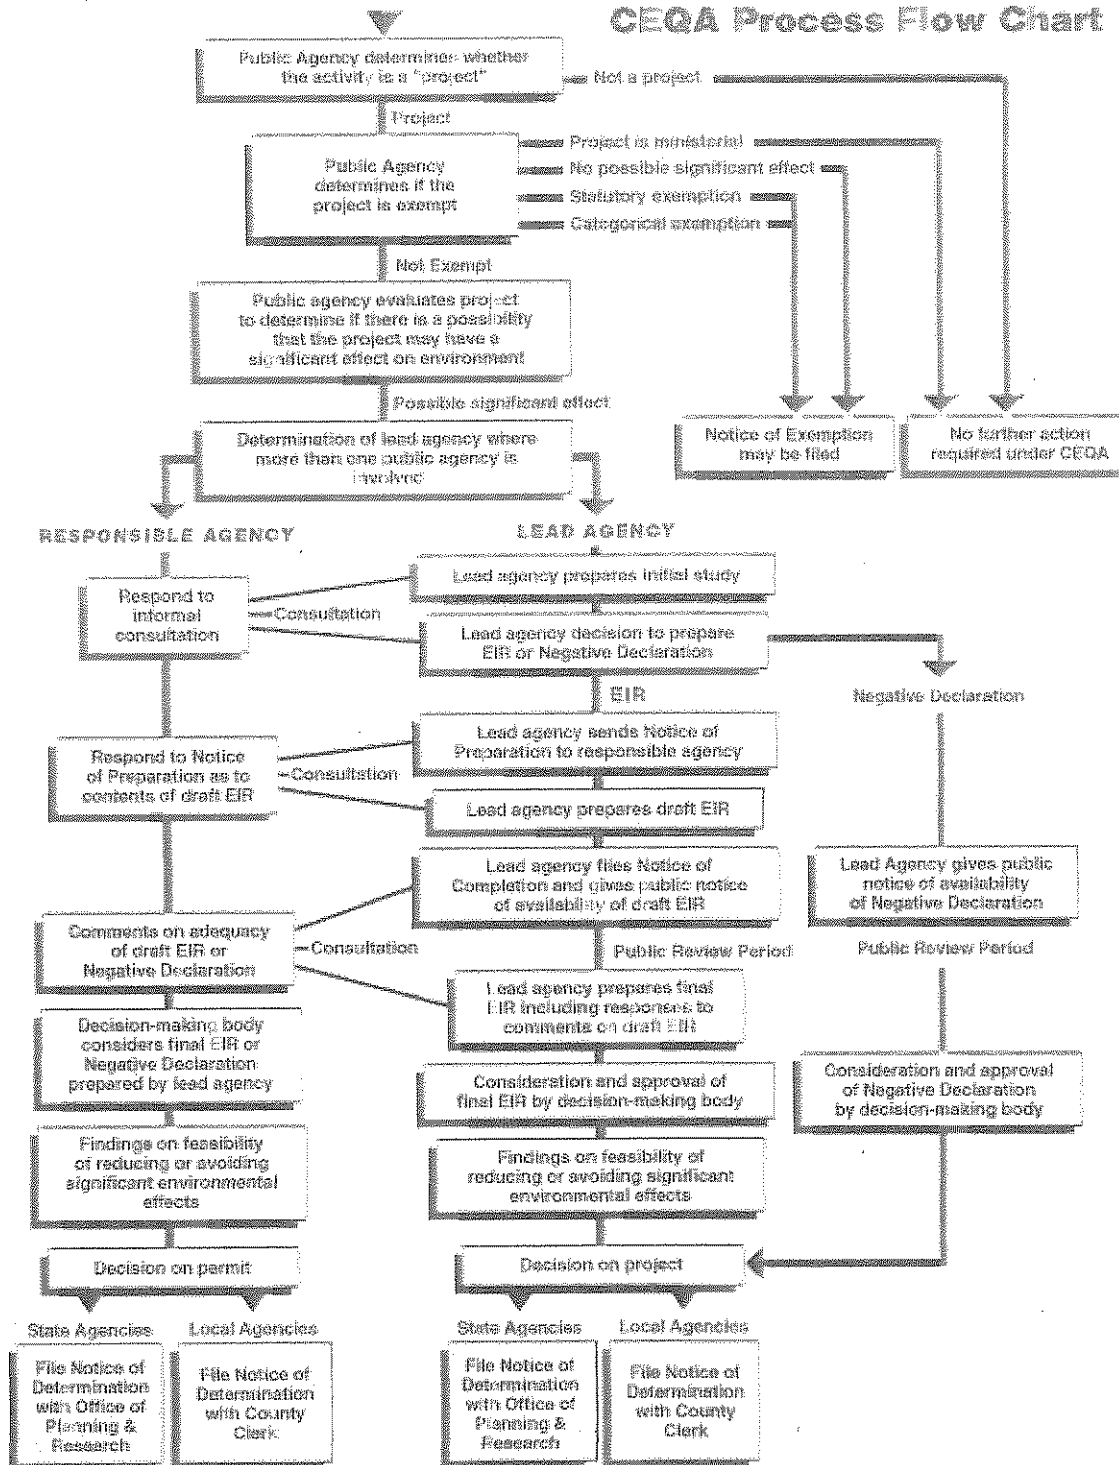 CEQA Process Flow Chart
Public Agency determines whether
the activity is a "project"
Not a project
Project
Public Agency
determines if the
project is exempt
Project is ministerial
No possible significant effect
Statutory exemption
Categorical exemption
Not Exempt
Public agency evaluates project
to determine if there is a possibility
that the project may have a
significant effect on environment
Possible significant effect
Determination of lead agency where
more than one public agency is
involved
Notice of Exemption
may be filed
No further action
required under CEQA
RESPONSIBLE AGENCY
LEAD AGENCY
Respond to
informal
consultation
Consultation
Lead agency prepares initial study
Lead agency decision to prepare
EIR or Negative Declaration
EIR
Negative Declaration
Respond to Notice
of Preparation as to
contents of draft EIR
Consultation
Lead agency sends Notice of
Preparation to responsible agency
Lead agency prepares draft EIR
Lead agency files Notice of
Completion and gives public notice
of availability of draft EIR
Lead Agency gives public
notice of availability
of Negative Declaration
Comments on adequacy
of draft EIR or
Negative Declaration
Consultation
Public Review Period
Public Review Period
Lead agency prepares final
EIR including responses to
comments on draft EIR
Decision-making body
considers final EIR or
Negative Declaration
prepared by lead agency
Consideration and approval of
final EIR by decision-making body
Consideration and approval
of Negative Declaration
by decision-making body
Findings on feasibility
of reducing or avoiding
significant environmental
effects
Findings on feasibility of
reducing or avoiding significant
environmental effects
Decision on permit
Decision on project
State Agencies
Local Agencies
State Agencies
Local Agencies
File Notice of
Determination
with Office of
Planning &
Research
File Notice of
Determination
with County
Clerk
File Notice of
Determination
with Office of
Planning &
Research
File Notice of
Determination
with County
Clerk